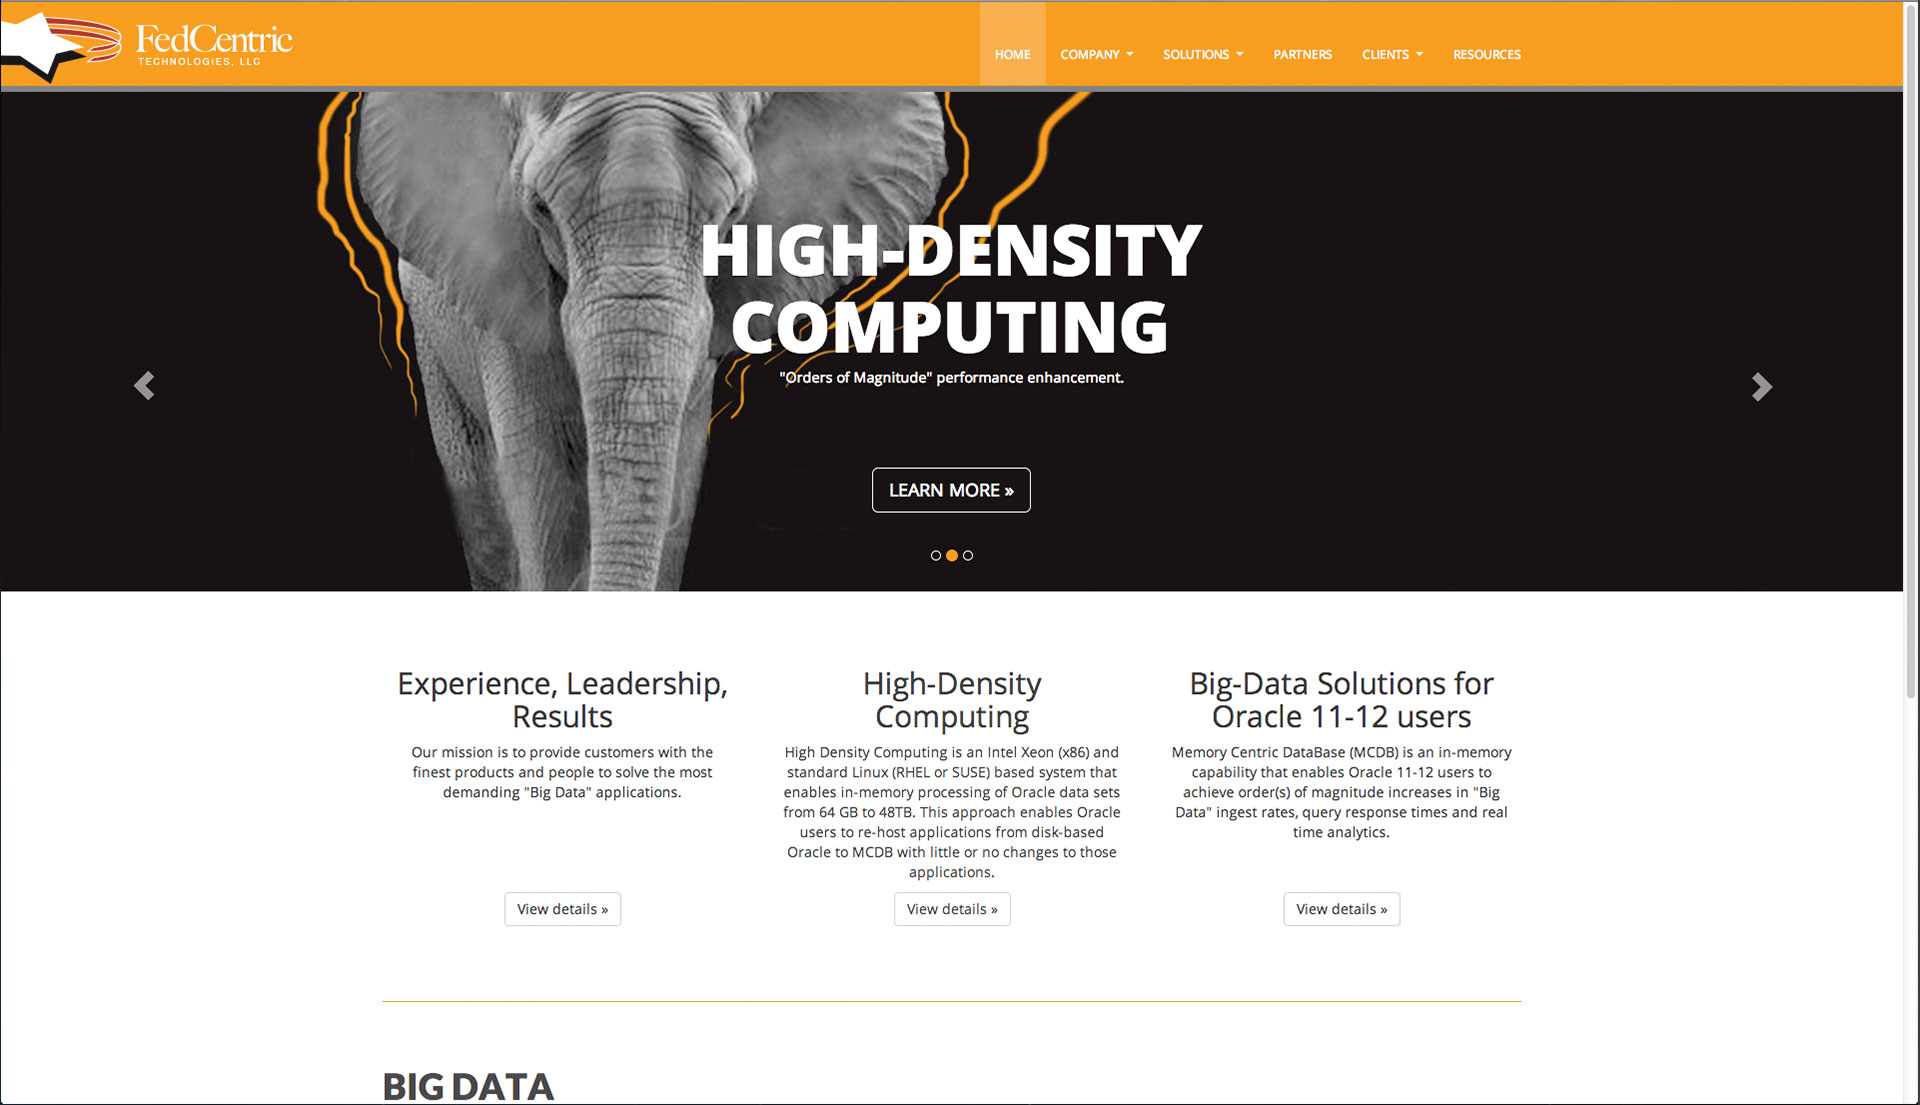 FedCentric
TECHNOLOGIES, LLC
HOME
COMPANY
SOLUTIONS
PARTNERS
CLIENTS
RESOURCES
HIGH-DENSITY
COMPUTING
"Orders of Magnitude" performance enhancement.
LEARN MORE »
Experience, Leadership,
Results
Our mission is to provide customers with the
finest products and people to solve the most
demanding "Big Data" applications.
View details »
High-Density
Computing
High Density Computing is an Intel Xeon (x86) and
standard Linux (RHEL or SUSE) based system that
enables in-memory processing of Oracle data sets
from 64 GB to 48TB. This approach enables Oracle
users to re-host applications from disk-based
Oracle to MCDB with little or no changes to those
applications.
View details »
Big-Data Solutions for
Oracle 11-12 users
Memory Centric DataBase (MCDB) is an in-memory
capability that enables Oracle 11-12 users to
achieve order(s) of magnitude increases in "Big
Data" ingest rates, query response times and real
time analytics.
View details »
BIG DATA